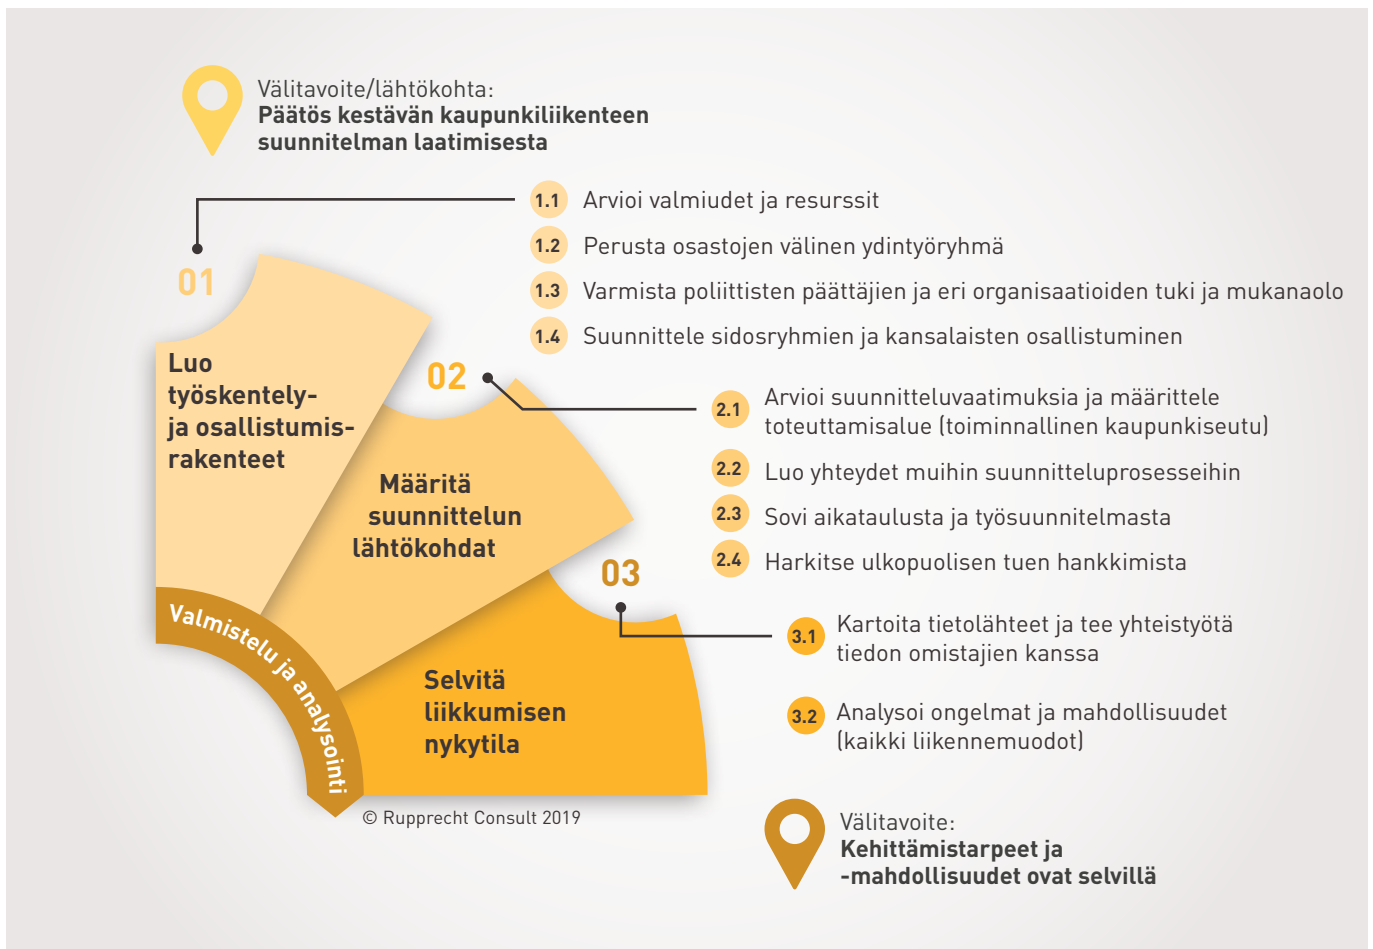 Välitavoite/lähtökohta:
Päätös kestävän kaupunkiliikenteen
suunnitelman laatimisesta
01
1.1 Arvioi valmiudet ja resurssit
1.2 Perusta osastojen välinen ydintyöryhmä
1.3 Varmista poliittisten päättäjien ja eri organisaatioiden tuki ja mukanaolo
1.4 Suunnittele sidosryhmien ja kansalaisten osallistuminen
Luo
työskentely-
ja osallistumis-
rakenteet
02
2.1 Arvioi suunnitteluvaatimuksia ja määrittele
toteuttamisalue (toiminnallinen kaupunkiseutu)
2.2 Luo yhteydet muihin suunnitteluprosesseihin
2.3 Sovi aikataulusta ja työsuunnitelmasta
2.4 Harkitse ulkopuolisen tuen hankkimista
Määritä
suunnittelun
lähtökohdat
03
3.1 Kartoita tietolähteet ja tee yhteistyötä
tiedon omistajien kanssa
3.2 Analysoi ongelmat ja mahdollisuudet
(kaikki liikennemuodot)
Selvitä
liikkumisen
nykytila
Valmistelu ja analysointi
© Rupprecht Consult 2019
Välitavoite:
Kehittämistarpeet ja
-mahdollisuudet ovat selvillä